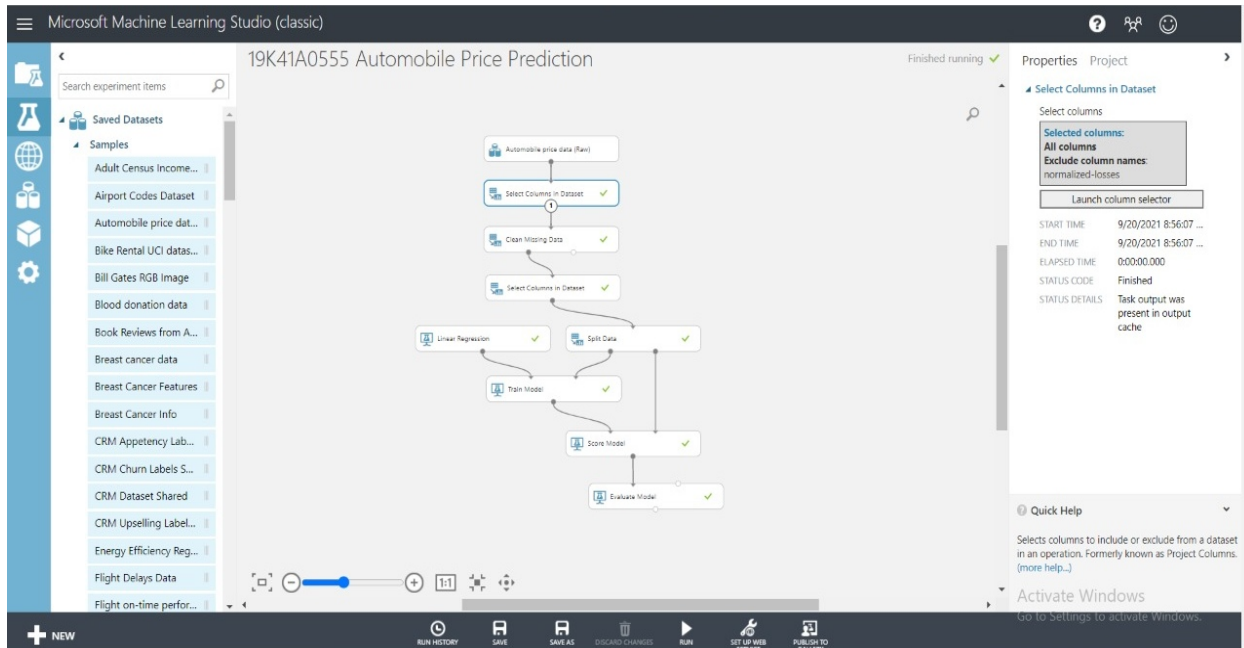 Microsoft Machine Learning Studio (classic)
?
Search experiment items
Saved Datasets
Samples
Adult Census Income...
Airport Codes Dataset
Automobile price dat...
Bike Rental UCI datas...
Bill Gates RGB Image
Blood donation data
Book Reviews from A...
Breast cancer data
Breast Cancer Features
Breast Cancer Info
CRM Appetency Lab...
CRM Churn Labels S...
CRM Dataset Shared
CRM Upselling Label...
Energy Efficiency Reg...
Flight Delays Data
Flight on-time perfor...
19K41A0555 Automobile Price Prediction
Finished running
Automobile price data (Raw)
Select Columns in Dataset
1
Clean Missing Data
Select Columns in Dataset
Linear Regression
Split Data
Train Model
Score Model
Evaluate Model
1:1
Properties Project
Select Columns in Dataset
Select columns
Selected columns:
All columns
Exclude column names:
normalized-losses
Launch column selector
START TIME 9/20/2021 8:56:07 ...
END TIME 9/20/2021 8:56:07 ...
ELAPSED TIME 0:00:00.000
STATUS CODE Finished
STATUS DETAILS Task output was
present in output
cache
Quick Help
Selects columns to include or exclude from a dataset
in an operation. Formerly known as Project Columns.
(more help...)
Activate Windows
Go to Settings to activate Windows.
NEW
RUN HISTORY
SAVE
SAVE AS
DISCARD CHANGES
RUN
SET UP WEB
PUBLISH TO